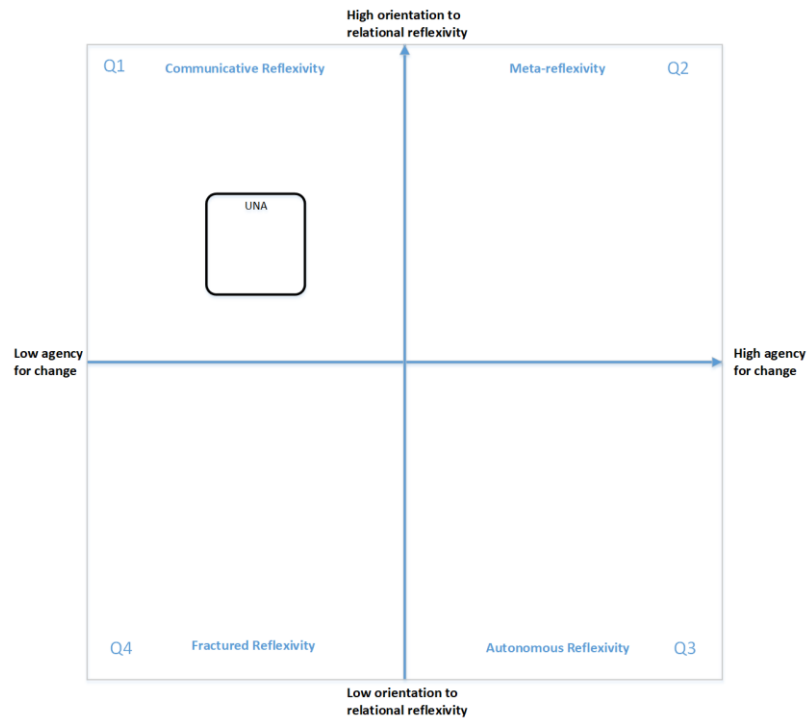 High orientation to
relational reflexivity
Q1
Communicative Reflexivity
Meta-reflexivity
Q2
UNA
Low agency
for change
High agency
for change
Q4
Fractured Reflexivity
Autonomous Reflexivity
Q3
Low orientation to
relational reflexivity